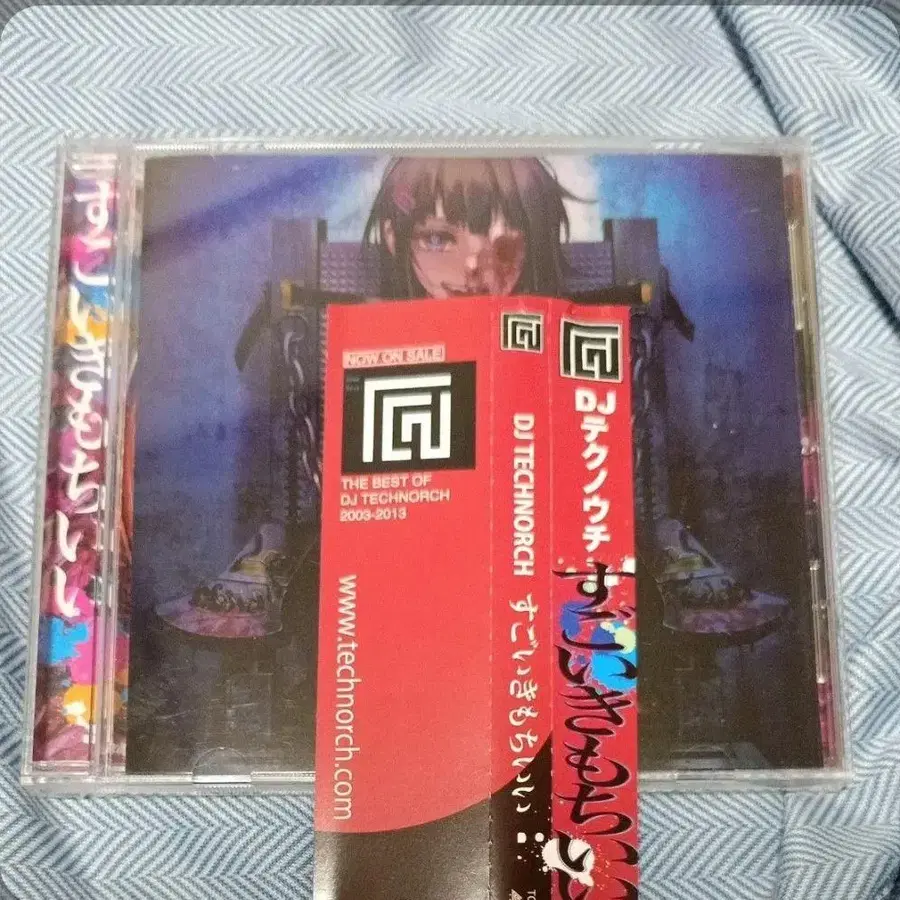 すごいきもちいい
NOW ON SALE
THE BEST OF
DJ TECHNORCH
2003-2013
www.technorch.com
DJ TECHNORCH すごいきもちいい
DJテクノウチ
すごいきもちい